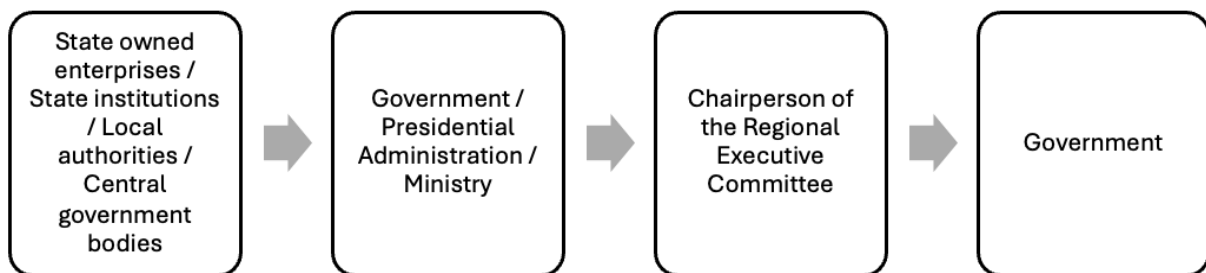 State owned
enterprises /
State institutions
/ Local
authorities /
Central
government
bodies
Government /
Presidential
Administration /
Ministry
Chairperson of
the Regional
Executive
Committee
Government